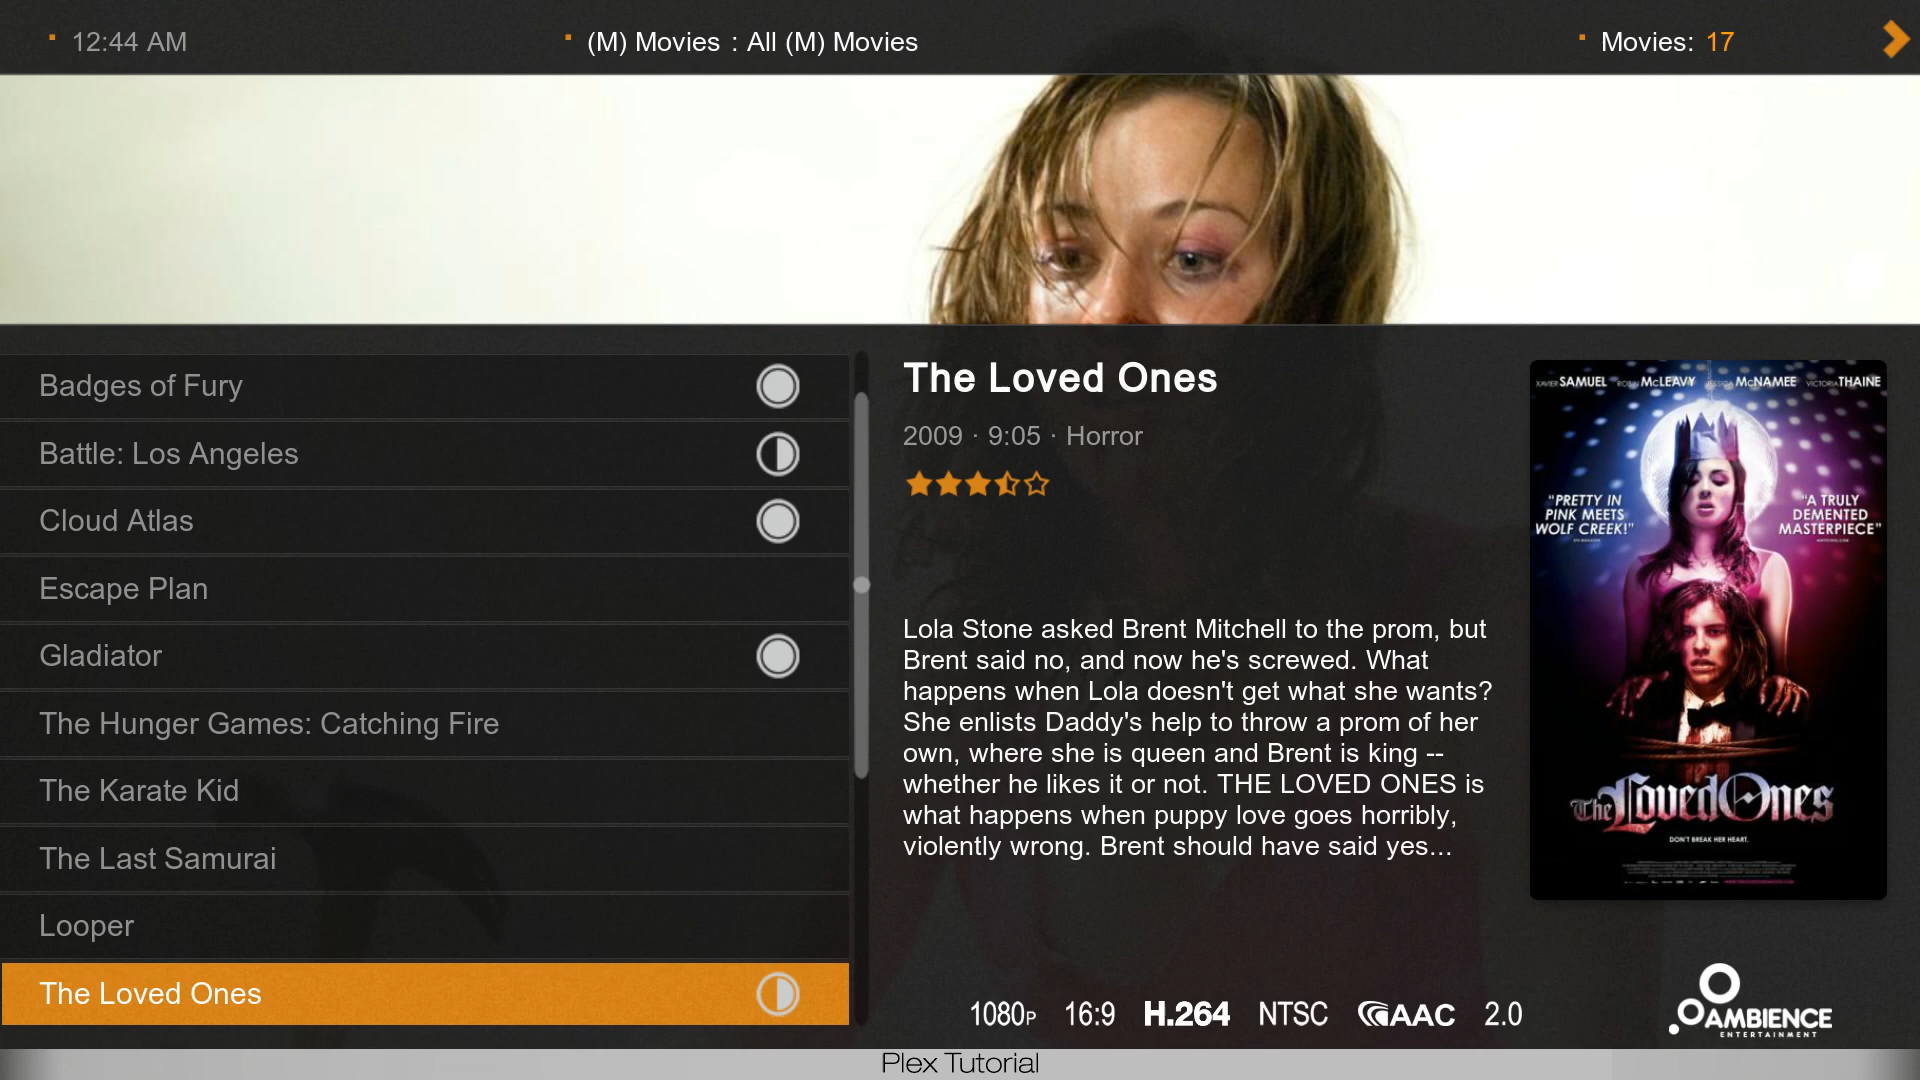 12:44 AM
(M) Movies : All (M) Movies
Movies: 17
Badges of Fury
Battle: Los Angeles
Cloud Atlas
Escape Plan
Gladiator
The Hunger Games: Catching Fire
The Karate Kid
The Last Samurai
Looper
The Loved Ones
The Loved Ones
2009 · 9:05 · Horror
Lola Stone asked Brent Mitchell to the prom, but
Brent said no, and now he's screwed. What
happens when Lola doesn't get what she wants?
She enlists Daddy's help to throw a prom of her
own, where she is queen and Brent is king --
whether he likes it or not. THE LOVED ONES is
what happens when puppy love goes horribly,
violently wrong. Brent should have said yes...
XAVIER SAMUEL ROBIN McLEAVY JESSICA McNAMEE VICTORIA THAINE
"PRETTY IN
PINK MEETS
WOLF CREEK!"
"A TRULY
DEMENTED
MASTERPIECE"
The Loved Ones
DON'T BREAK HER HEART.
1080P 16:9 H.264 NTSC AAC 2.0
AMBIENCE
ENTERTAINMENT
Plex Tutorial